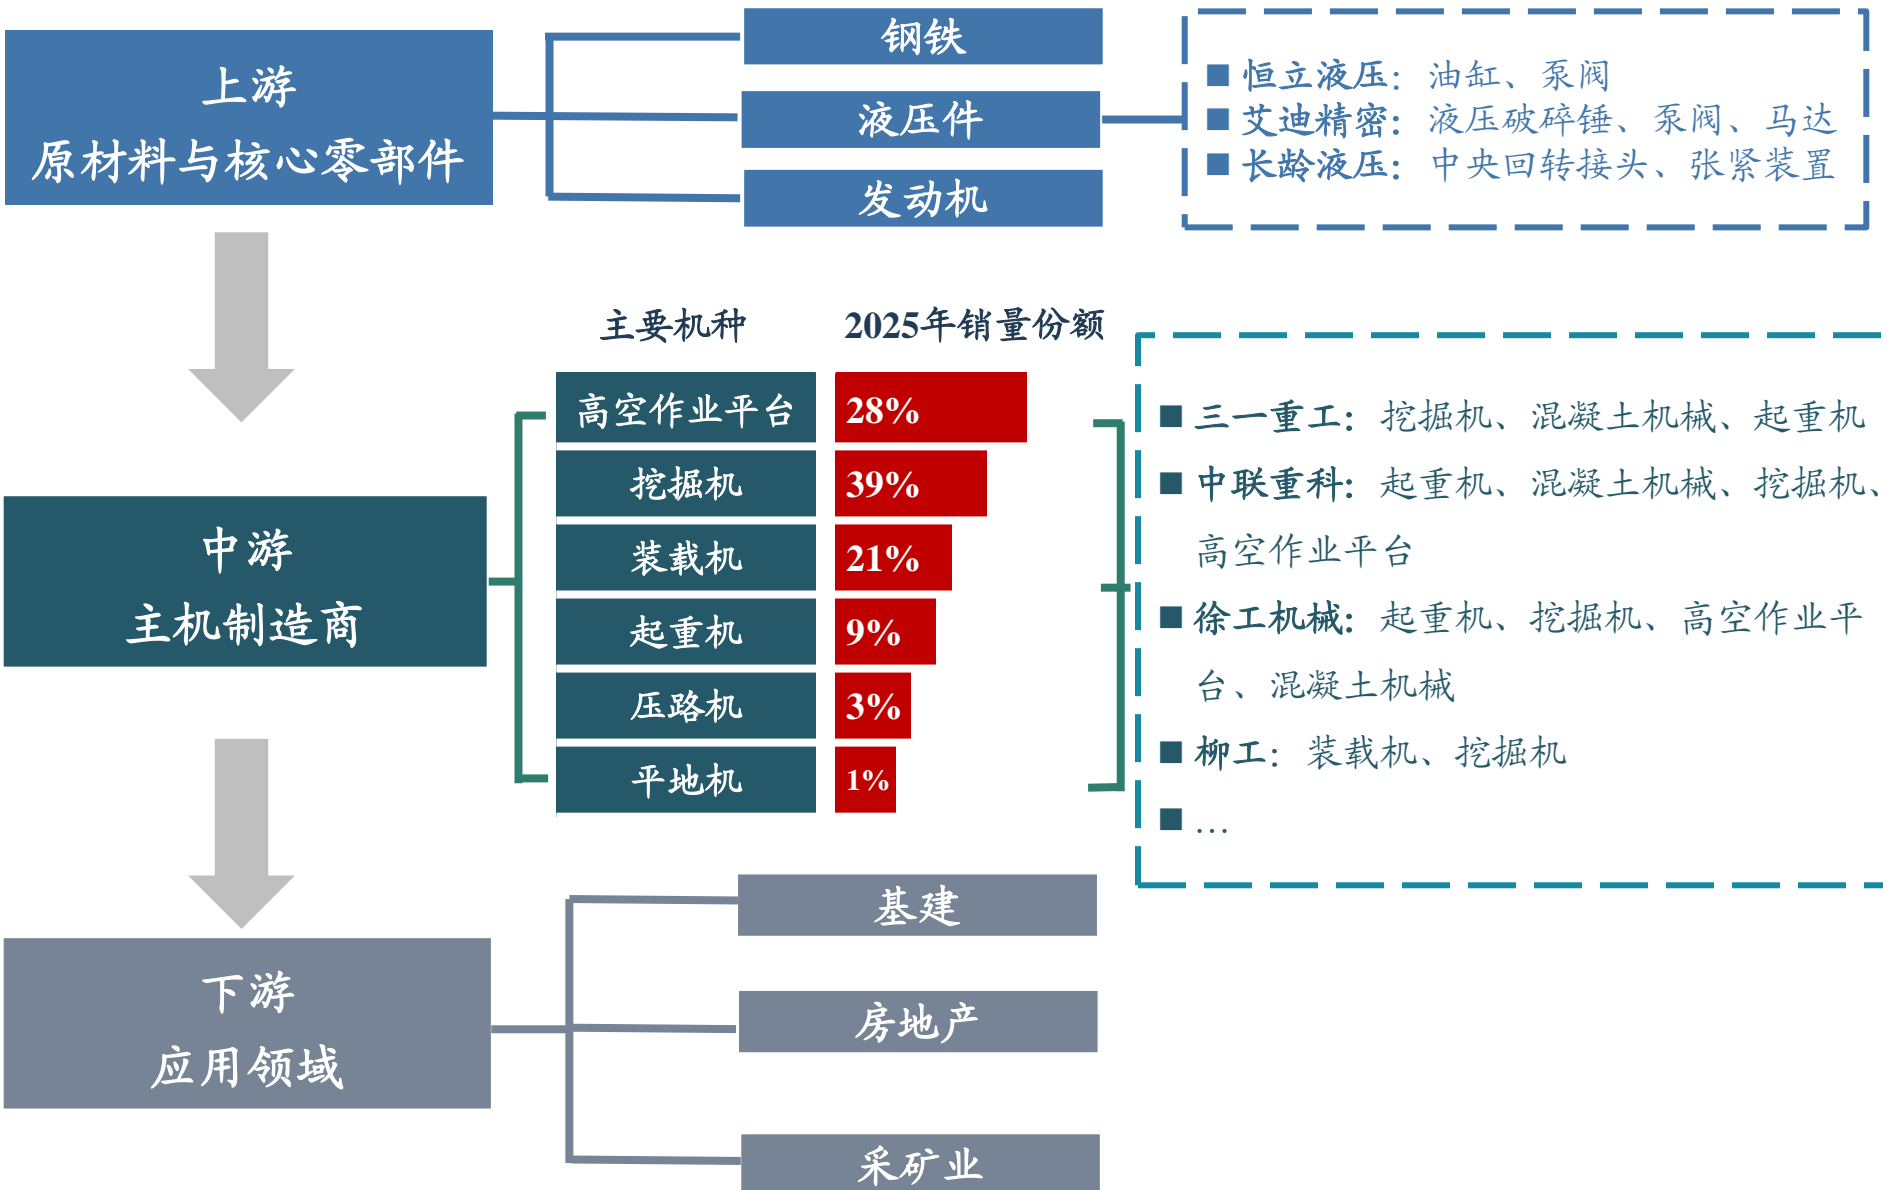 上游
原材料与核心零部件
钢铁
液压件
发动机
■ 恒立液压：油缸、泵阀
■ 艾迪精密：液压破碎锤、泵阀、马达
■ 长龄液压：中央回转接头、张紧装置
主要机种 2025年销量份额
中游
主机制造商
高空作业平台 28%
挖掘机 39%
装载机 21%
起重机 9%
压路机 3%
平地机 1%
■ 三一重工：挖掘机、混凝土机械、起重机
■ 中联重科：起重机、混凝土机械、挖掘机、
高空作业平台
■ 徐工机械：起重机、挖掘机、高空作业平
台、混凝土机械
■ 柳工：装载机、挖掘机
■ …
下游
应用领域
基建
房地产
采矿业